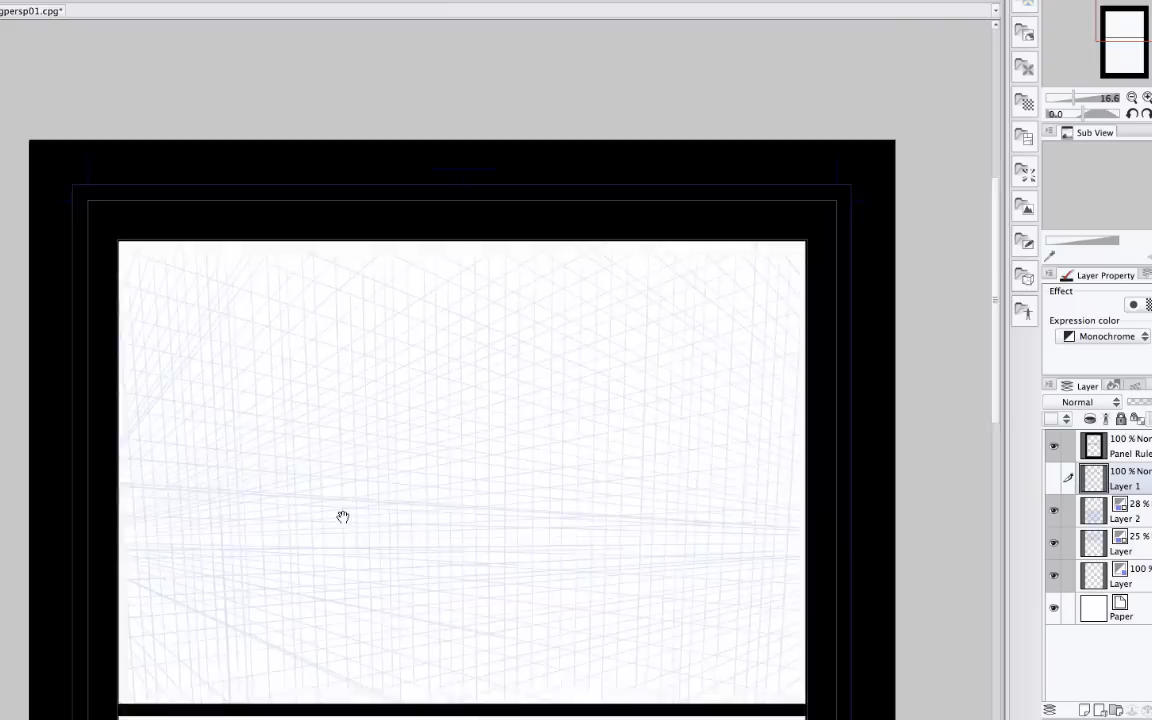 gpersp01.cpg*
16.6
0.0
Sub View
Layer Property
Effect
Expression color
Monochrome
Layer
Normal
100 % Nor
Panel Rule
100 % Nor
Layer 1
28 %
Layer 2
25 %
Layer
100 %
Layer
Paper